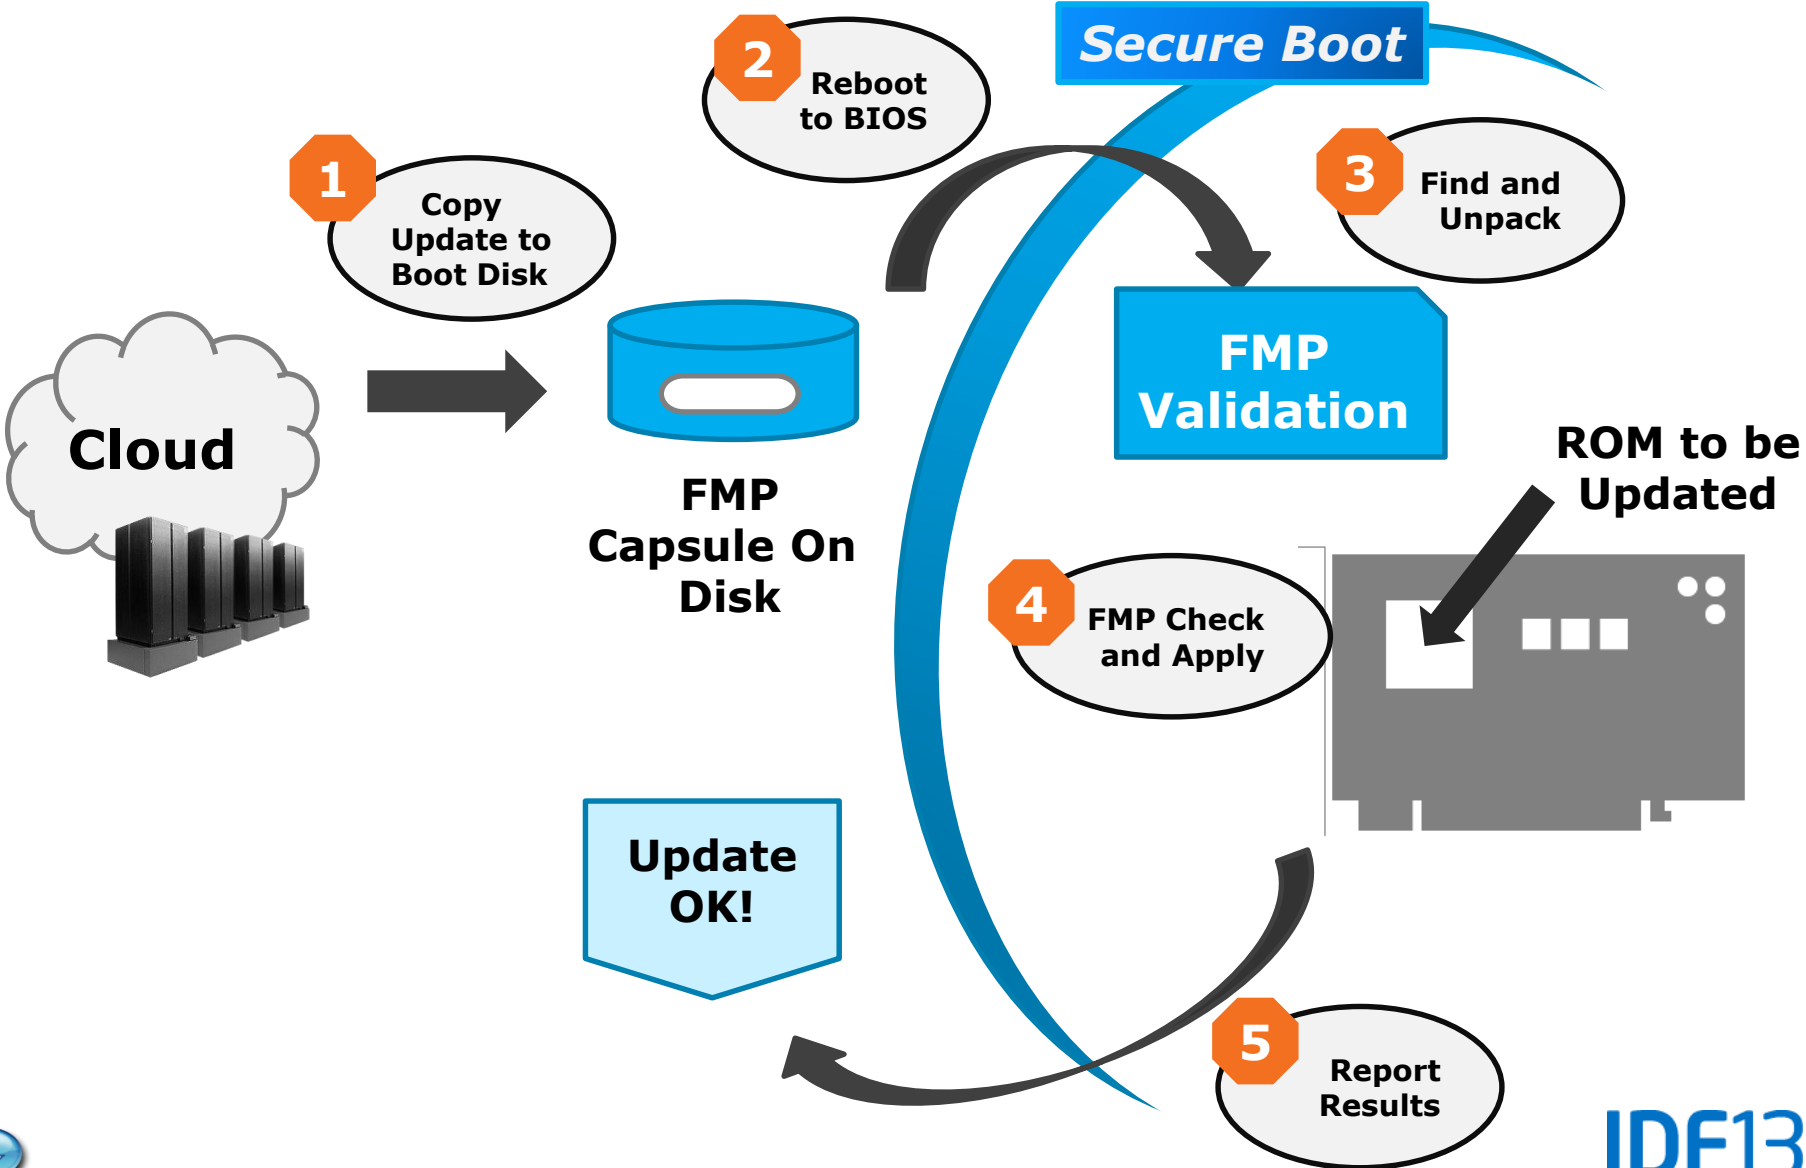 Secure Boot
2
Reboot
to BIOS
1
Copy
Update to
Boot Disk
3
Find and
Unpack
Cloud
FMP
Capsule On
Disk
FMP
Validation
ROM to be
Updated
4
FMP Check
and Apply
Update
OK!
5
Report
Results
IDF13